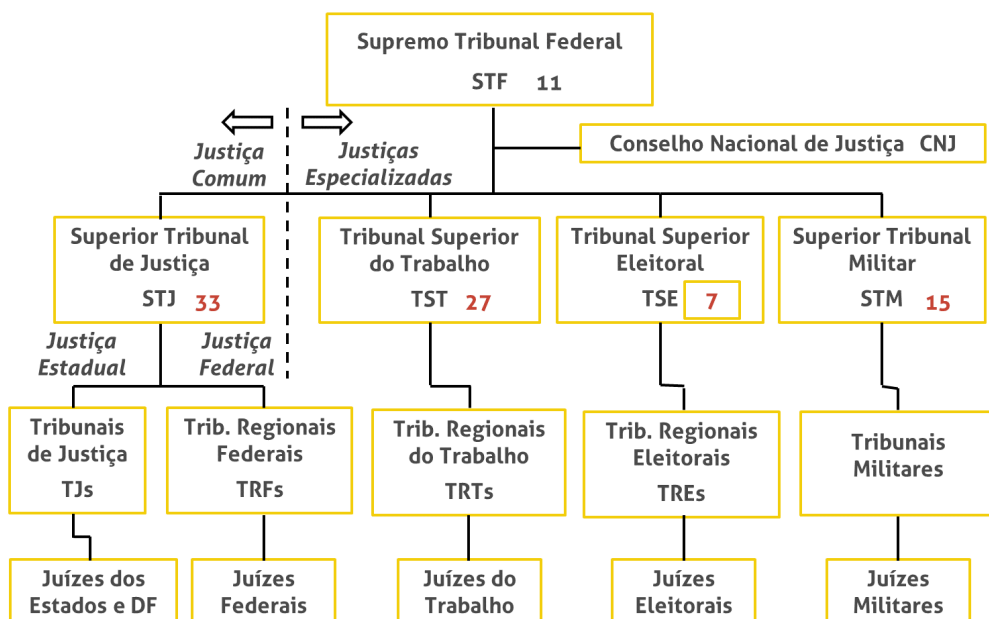 Supremo Tribunal Federal
STF 11
Conselho Nacional de Justiça CNJ
Justiça
Comum
Justiças
Especializadas
Superior Tribunal
de Justiça
STJ 33
Tribunal Superior
do Trabalho
TST 27
Tribunal Superior
Eleitoral
TSE 7
Superior Tribunal
Militar
STM 15
Justiça
Estadual
Justiça
Federal
Tribunais
de Justiça
TJs
Trib. Regionais
Federais
TRFs
Trib. Regionais
do Trabalho
TRTs
Trib. Regionais
Eleitorais
TREs
Tribunais
Militares
Juízes dos
Estados e DF
Juízes
Federais
Juízes do
Trabalho
Juízes
Eleitorais
Juízes
Militares